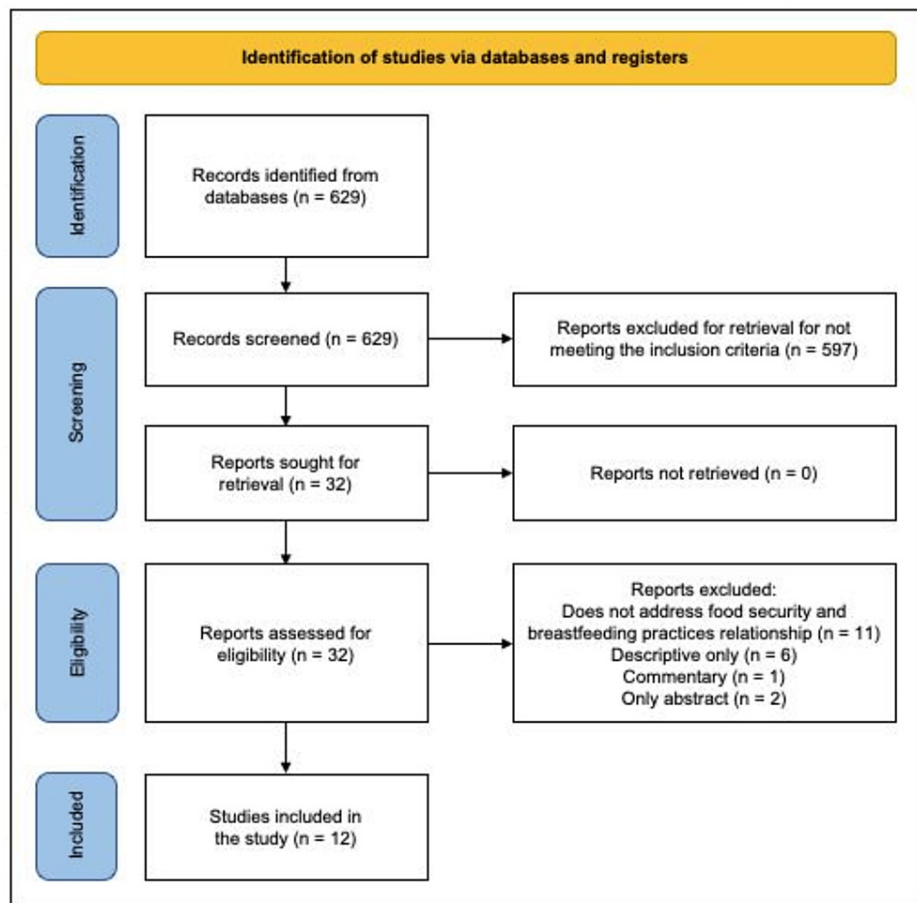 Identification of studies via databases and registers
Identification
Records identified from
databases (n = 629)
Screening
Records screened (n = 629)
Reports excluded for retrieval for not
meeting the inclusion criteria (n = 597)
Reports sought for
retrieval (n = 32)
Reports not retrieved (n = 0)
Eligibility
Reports assessed for
eligibility (n = 32)
Reports excluded:
Does not address food security and
breastfeeding practices relationship (n = 11)
Descriptive only (n = 6)
Commentary (n = 1)
Only abstract (n = 2)
Included
Studies included in
the study (n = 12)